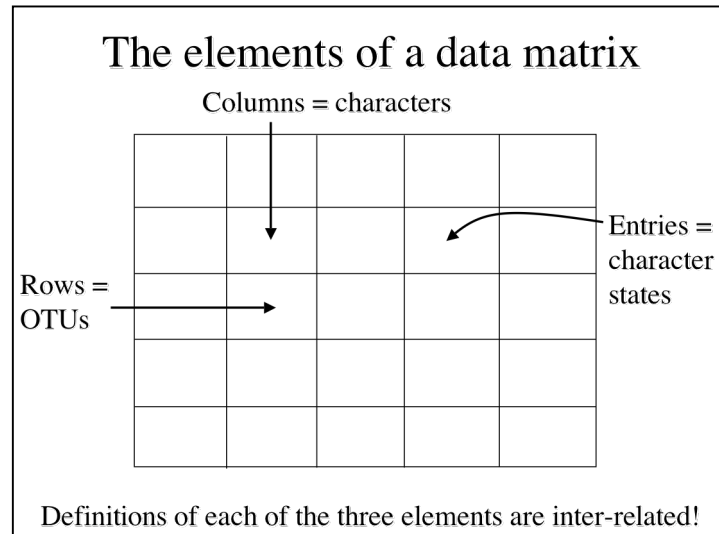 The elements of a data matrix
Columns = characters
Entries =
character
states
Rows =
OTUs
Definitions of each of the three elements are inter-related!